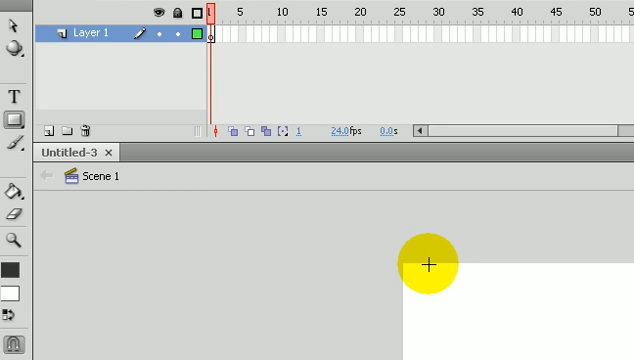 1 5 10 15 20 25 30 35 40 45 50
Layer 1
T
1 24.0fps 0.0s
Untitled-3
Scene 1